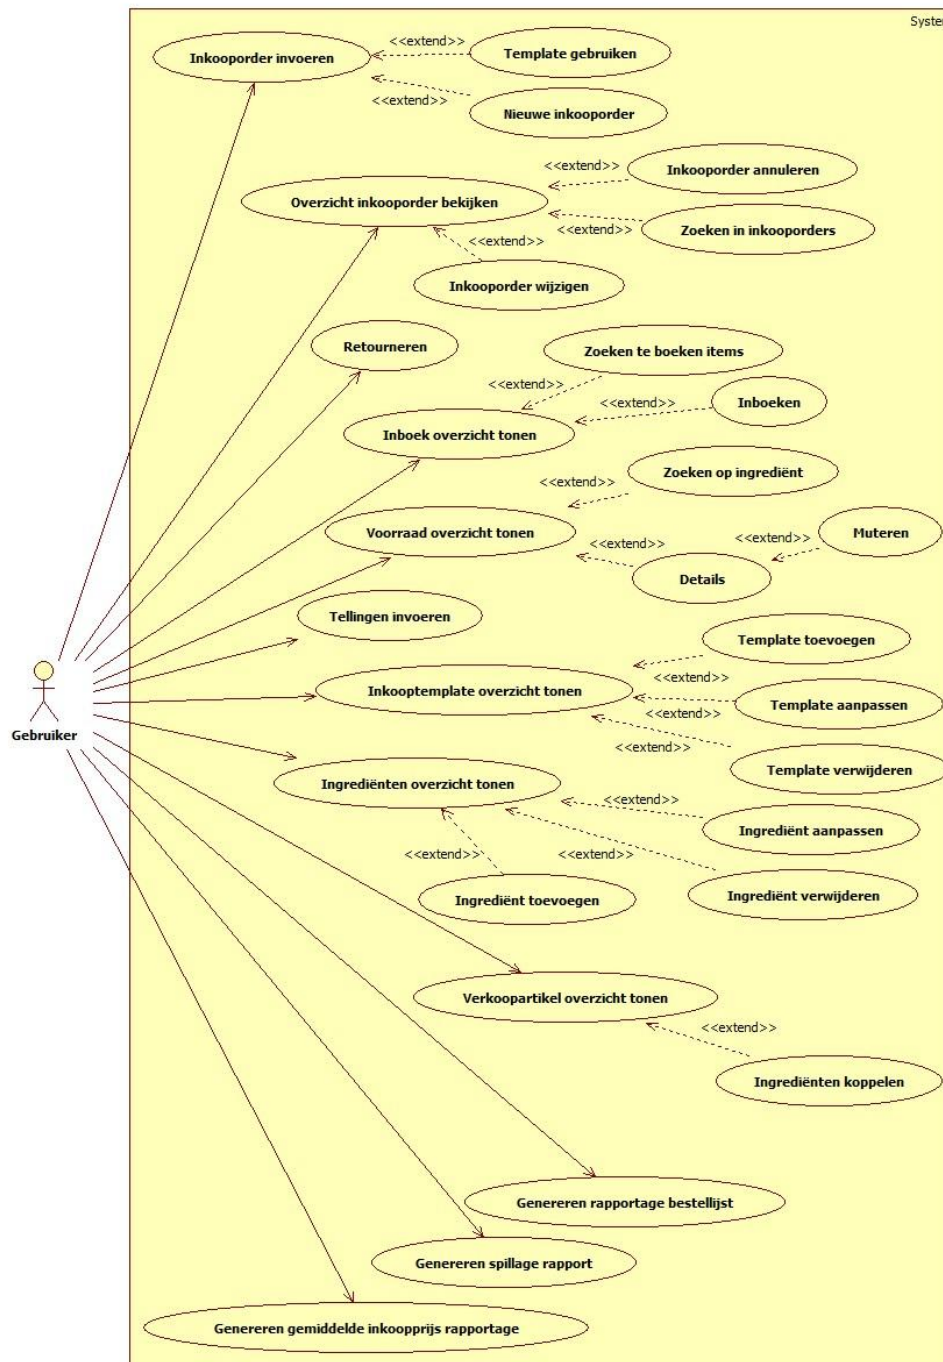 System
Inkooporder invoeren
<<extend>>
Template gebruiken
<<extend>>
Nieuwe inkooporder
<<extend>>
Inkooporder annuleren
Overzicht inkooporder bekijken
<<extend>>
Zoeken in inkooporders
<<extend>>
Inkooporder wijzigen
Retourneren
Zoeken te boeken items
<<extend>>
<<extend>>
Inboeken
Inboek overzicht tonen
Zoeken op ingrediënt
<<extend>>
Voorraad overzicht tonen
<<extend>>
<<extend>>
Muteren
Details
Tellingen invoeren
Template toevoegen
<<extend>>
Inkooptemplate overzicht tonen
Template aanpassen
<<extend>>
<<extend>>
Template verwijderen
Gebruiker
Ingrediënten overzicht tonen
<<extend>>
Ingrediënt aanpassen
<<extend>>
<<extend>>
Ingrediënt verwijderen
Ingrediënt toevoegen
Verkoopartikel overzicht tonen
<<extend>>
Ingrediënten koppelen
Genereren rapportage bestellijst
Genereren spillage rapport
Genereren gemiddelde inkoopprijs rapportage